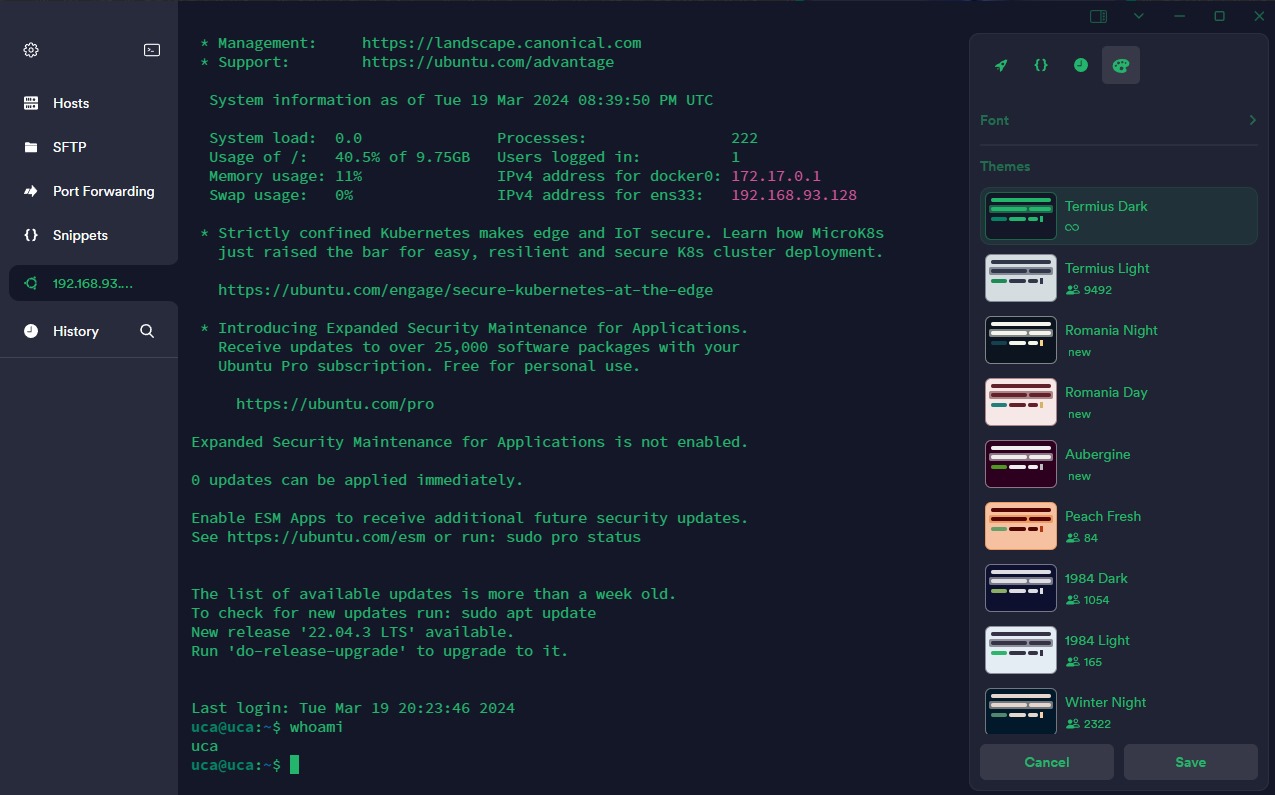 Hosts
SFTP
Port Forwarding
Snippets
192.168.93....
History
* Management:     https://landscape.canonical.com
* Support:        https://ubuntu.com/advantage
System information as of Tue 19 Mar 2024 08:39:50 PM UTC
System load:  0.0                  Processes:                222
Usage of /:   40.5% of 9.75GB   Users logged in:          1
Memory usage: 11%               IPv4 address for docker0: 172.17.0.1
Swap usage:   0%                IPv4 address for ens33:   192.168.93.128
* Strictly confined Kubernetes makes edge and IoT secure. Learn how MicroK8s
just raised the bar for easy, resilient and secure K8s cluster deployment.
https://ubuntu.com/engage/secure-kubernetes-at-the-edge
* Introducing Expanded Security Maintenance for Applications.
Receive updates to over 25,000 software packages with your
Ubuntu Pro subscription. Free for personal use.
https://ubuntu.com/pro
Expanded Security Maintenance for Applications is not enabled.
0 updates can be applied immediately.
Enable ESM Apps to receive additional future security updates.
See https://ubuntu.com/esm or run: sudo pro status
The list of available updates is more than a week old.
To check for new updates run: sudo apt update
New release '22.04.3 LTS' available.
Run 'do-release-upgrade' to upgrade to it.
Last login: Tue Mar 19 20:23:46 2024
uca@uca:~$ whoami
uca
uca@uca:~$
{}
Font
Themes
Termius Dark
∞
Termius Light
9492
Romania Night
new
Romania Day
new
Aubergine
new
Peach Fresh
84
1984 Dark
1054
1984 Light
165
Winter Night
2322
Cancel
Save